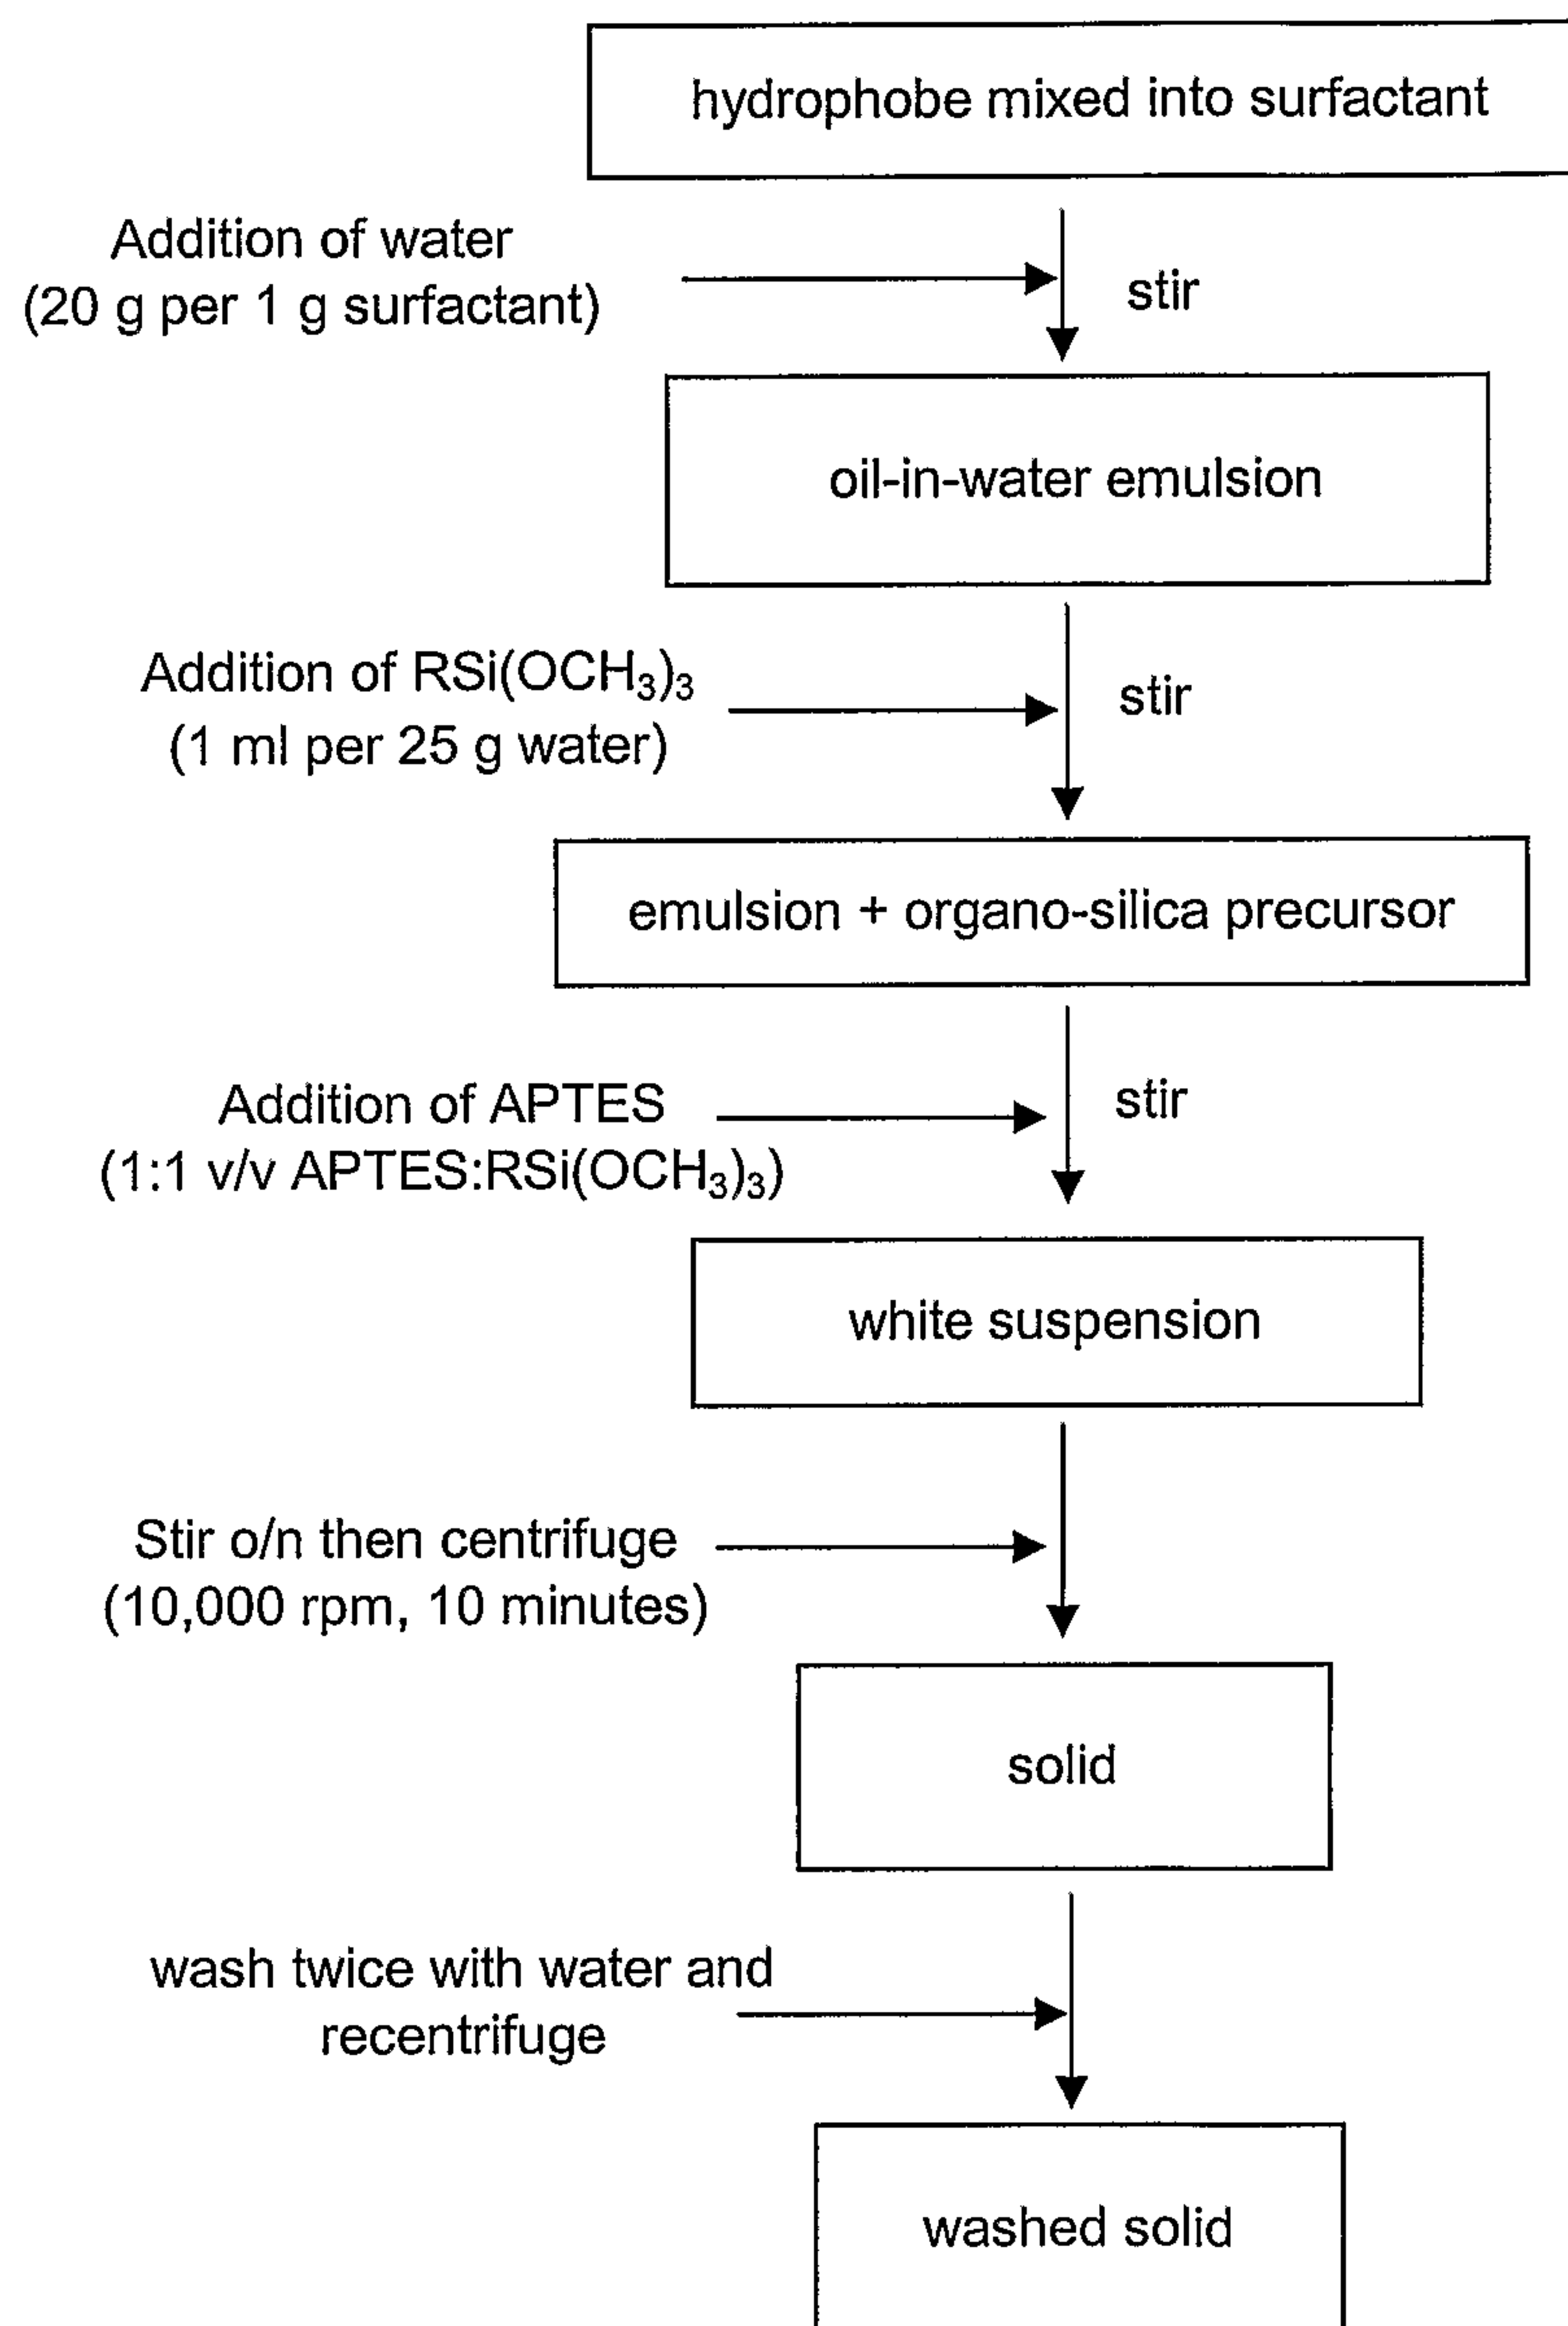 hydrophobe mixed into surfactant
Addition of water
(20 g per 1 g surfactant)
stir
oil-in-water emulsion
Addition of RSi(OCH₃)₃
(1 ml per 25 g water)
stir
emulsion + organo-silica precursor
Addition of APTES
(1:1 v/v APTES:RSi(OCH₃)₃)
stir
white suspension
Stir o/n then centrifuge
(10,000 rpm, 10 minutes)
solid
wash twice with water and
recentrifuge
washed solid